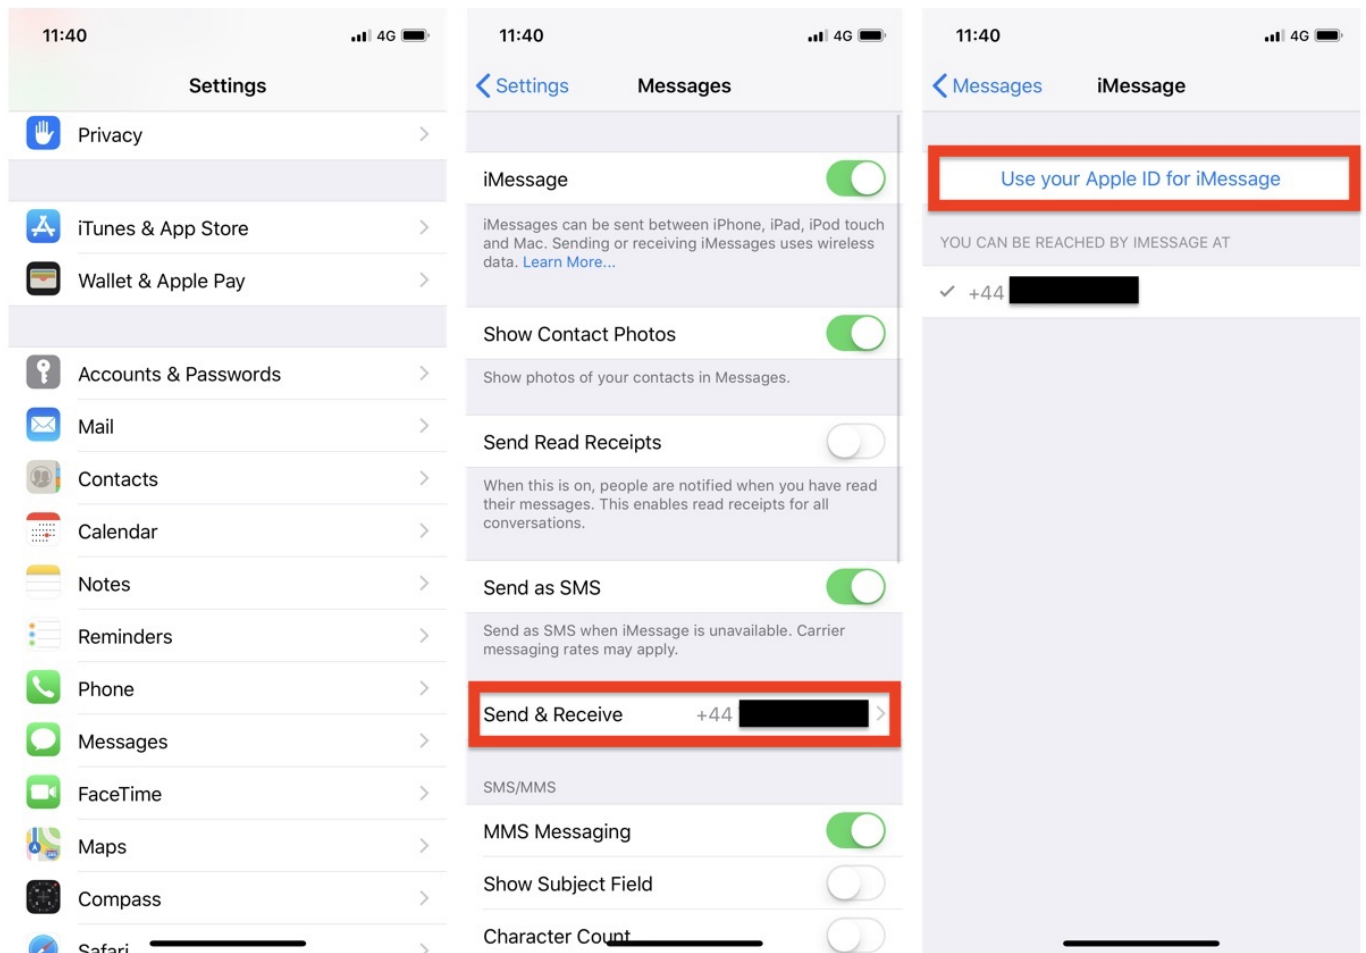 11:40
4G
Settings
Privacy
iTunes & App Store
Wallet & Apple Pay
Accounts & Passwords
Mail
Contacts
Calendar
Notes
Reminders
Phone
Messages
FaceTime
Maps
Compass
Safari
11:40
4G
Settings
Messages
iMessage
iMessages can be sent between iPhone, iPad, iPod touch
and Mac. Sending or receiving iMessages uses wireless
data. Learn More...
Show Contact Photos
Show photos of your contacts in Messages.
Send Read Receipts
When this is on, people are notified when you have read
their messages. This enables read receipts for all
conversations.
Send as SMS
Send as SMS when iMessage is unavailable. Carrier
messaging rates may apply.
Send & Receive +44
SMS/MMS
MMS Messaging
Show Subject Field
Character Count
11:40
4G
Messages
iMessage
Use your Apple ID for iMessage
YOU CAN BE REACHED BY IMESSAGE AT
+44